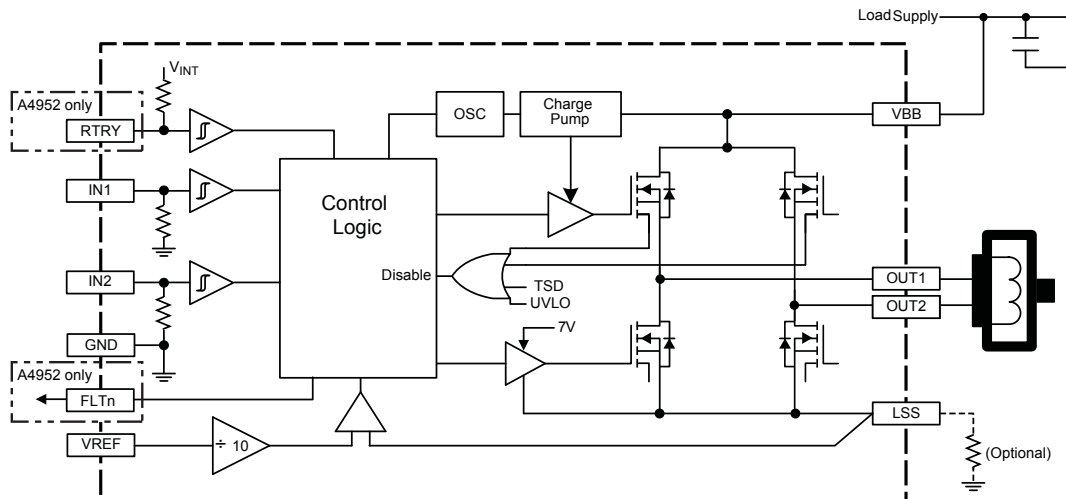 Load Supply
V_INT
A4952 only
RTRY
OSC
Charge
Pump
VBB
IN1
Control
Logic
IN2
Disable
TSD
UVLO
OUT1
OUT2
7V
GND
A4952 only
FLTn
LSS
VREF
÷ 10
(Optional)